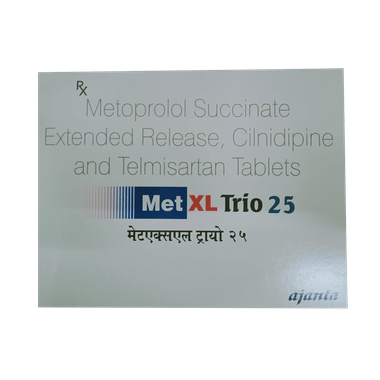 Rx
Metoprolol Succinate
Extended Release, Cilnidipine
and Telmisartan Tablets
Met XL Trio 25
मेटएक्सएल ट्रायो २५
ajanta